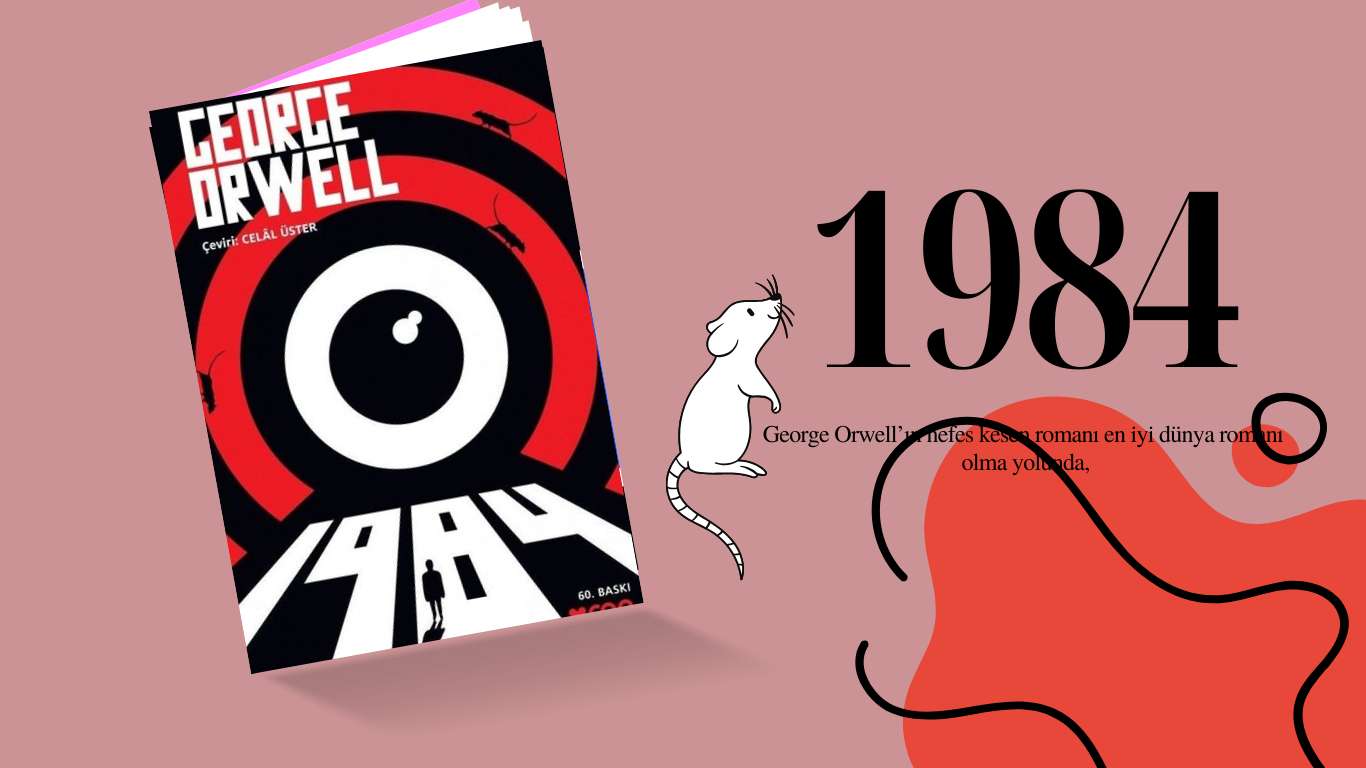 GEORGE
ORWELL
Çeviri: CELÂL ÜSTER
1984
60. BASKI
1984
George Orwell’ın nefes kesen romanı en iyi dünya romanı
olma yolunda,